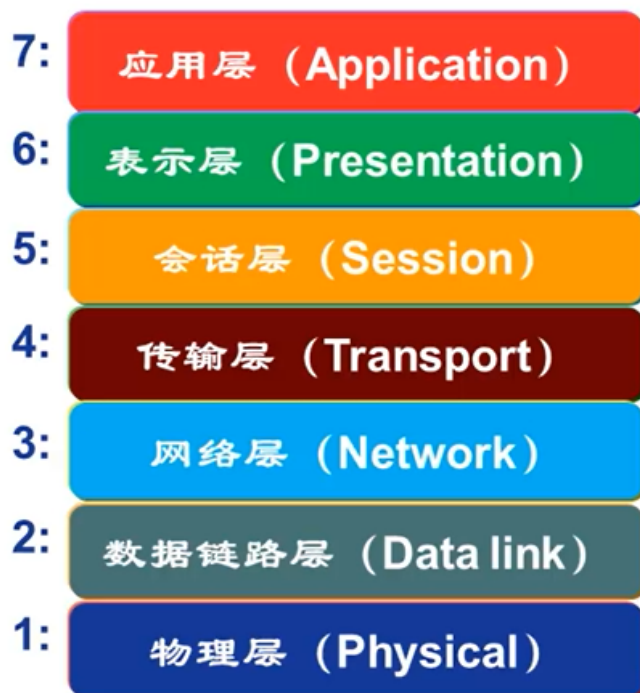 7: 应用层（Application）
6: 表示层（Presentation）
5: 会话层（Session）
4: 传输层（Transport）
3: 网络层（Network）
2: 数据链路层（Data link）
1: 物理层（Physical）